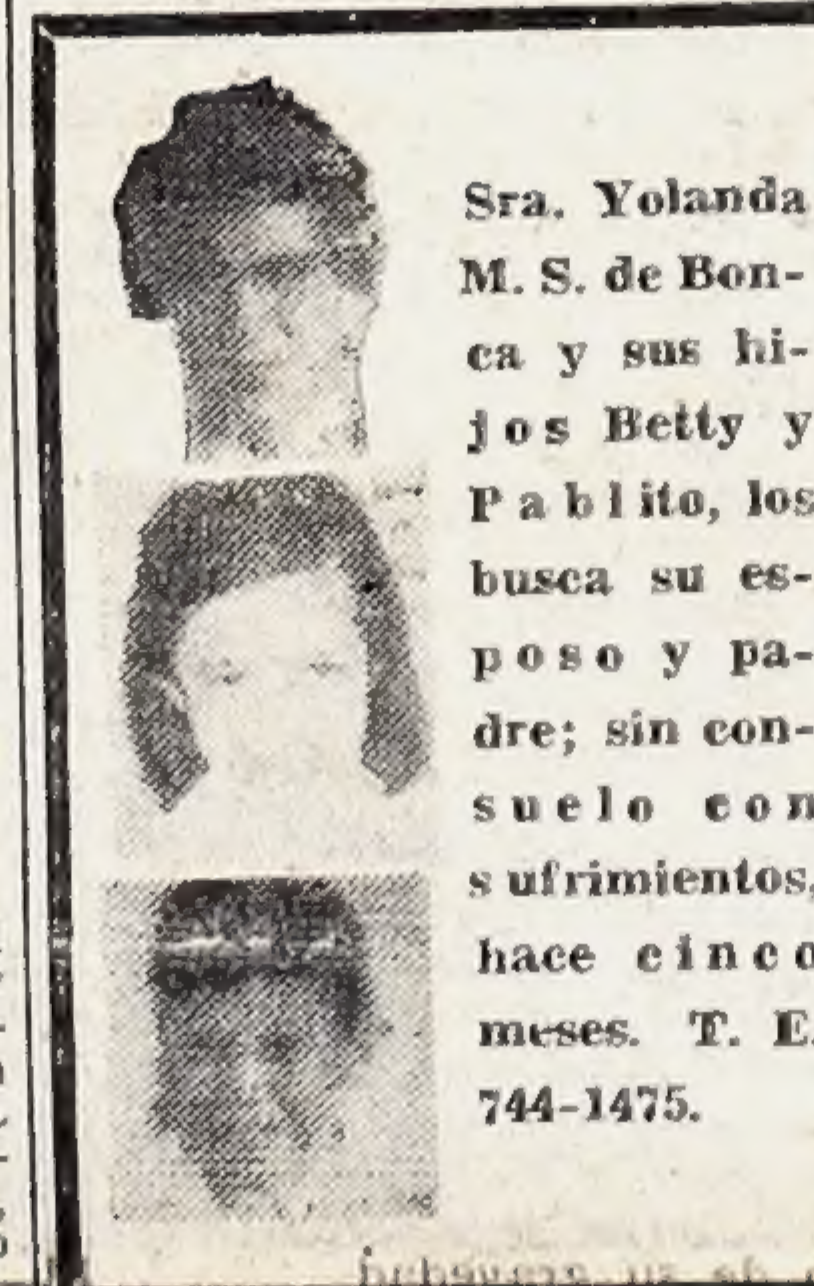 Sra. Yolanda
M. S. de Bon-
ca y sus hi-
jos Betty y
Pablito, los
busca su es-
poso y pa-
dre; sin con-
suelo con
sufrimientos,
hace cinco
meses. T. E.
744-1475.